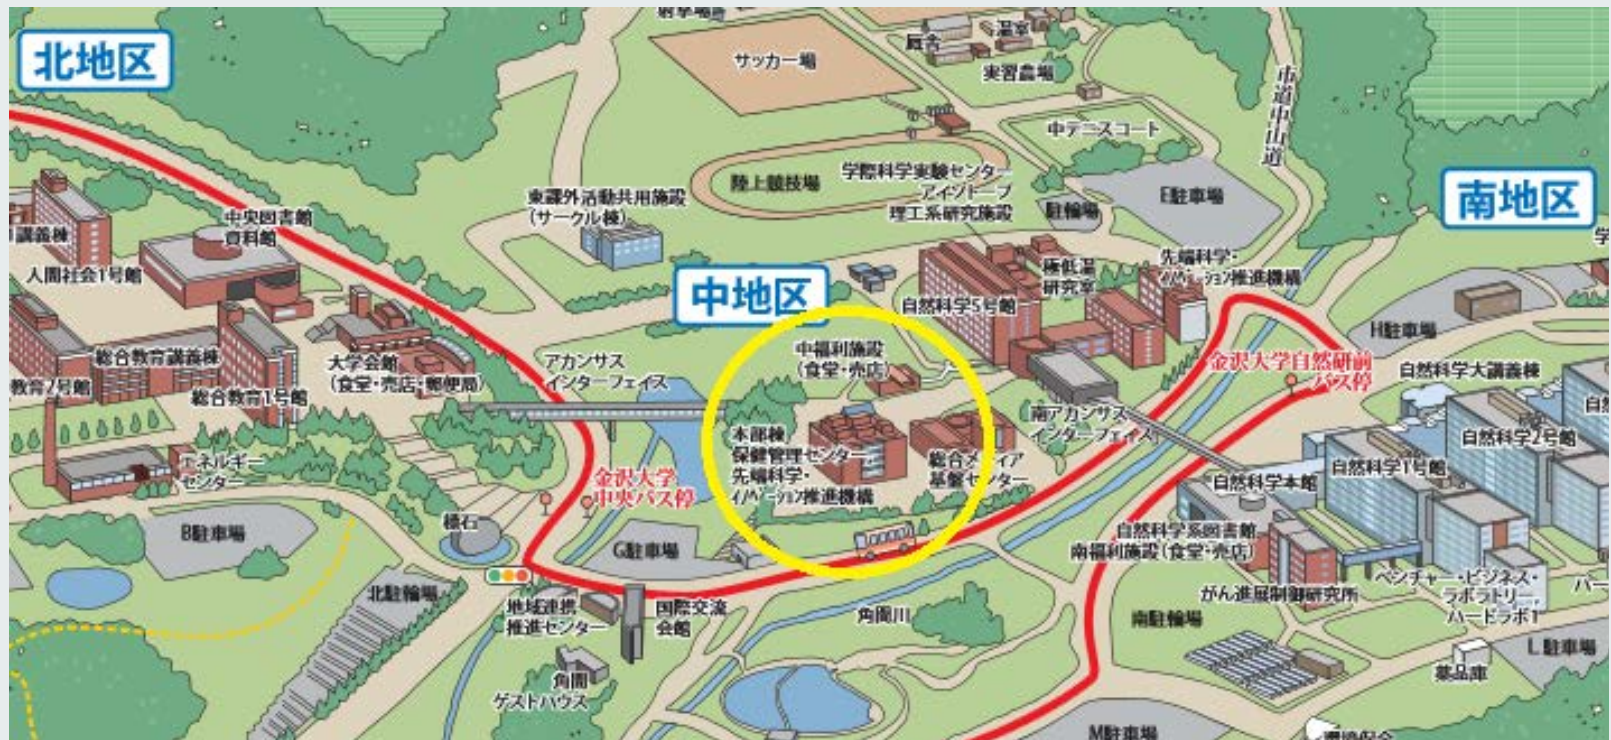 北地区
サッカー場
厩舎
温室
実習農場
市道中山道
中テニスコート
陸上競技場
学際科学実験センター
アイソトープ
理工系研究施設
駐輪場
E駐車場
南地区
東課外活動共用施設
(サークル棟)
中央図書館
資料館
講義棟
人間社会1号館
中地区
極低温
研究室
先端科学・
イノベーション推進機構
自然科学5号館
H駐車場
総合教育講義棟
教育2号館
総合教育1号館
大学会館
(食堂・売店・郵便局)
アカンサス
インターフェイス
中福利施設
(食堂・売店)
金沢大学自然研前
バス停
自然科学大講義棟
南アカンサス
インターフェイス
本部棟
保健管理センター
先端科学・
イノベーション推進機構
総合メディア
基盤センター
自然科学2号館
自然科学1号館
自然科学本館
エネルギー
センター
金沢大学
中央バス停
B駐車場
標石
G駐車場
自然科学系図書館
南福利施設(食堂・売店)
がん進展制御研究所
ベンチャー・ビジネス・
ラボラトリー
ハードラボ1
北駐輪場
地域連携
推進センター
国際交流
会館
角間川
南駐輪場
角間
ゲストハウス
L駐車場
薬品庫
M駐車場